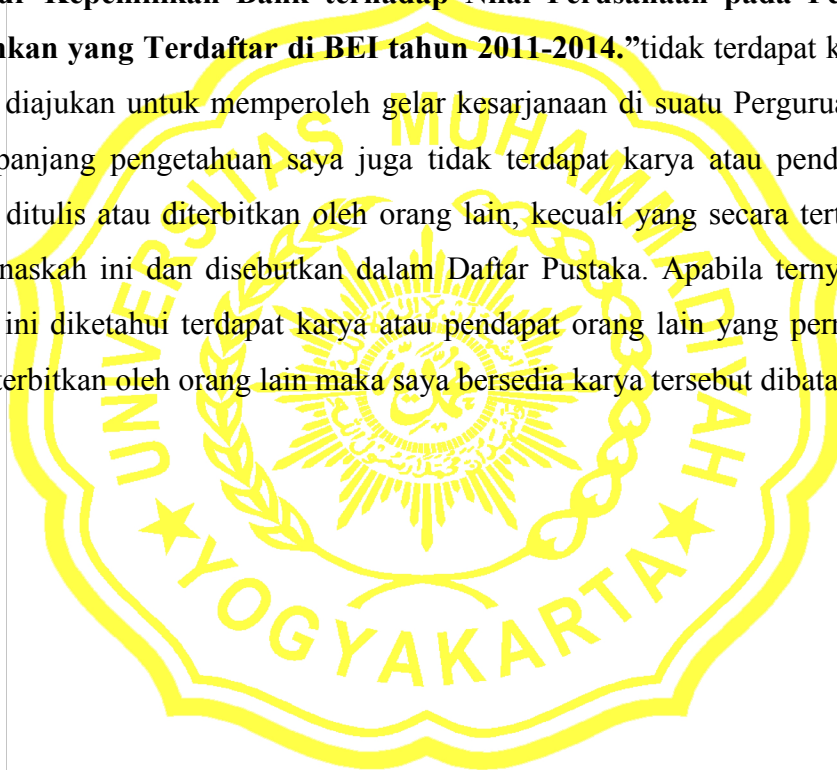 Kepemilikan Bank terhadap Nilai Perusahaan pada
nkan yang Terdaftar di BEI tahun 2011-2014.”tidak terdapat k
diajukan untuk memperoleh gelar kesarjanaan di suatu Pergurua
panjang pengetahuan saya juga tidak terdapat karya atau pend
ditulis atau diterbitkan oleh orang lain, kecuali yang secara tert
naskah ini dan disebutkan dalam Daftar Pustaka. Apabila terny
ini diketahui terdapat karya atau pendapat orang lain yang pern
terbitkan oleh orang lain maka saya bersedia karya tersebut dibata
UNIVERSITAS MUHAMMADIYAH
YOGYAKARTA